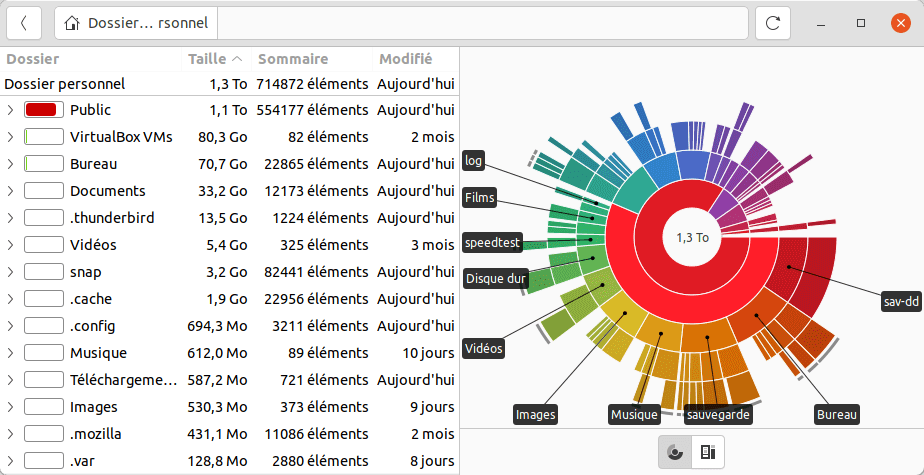 Dossier… rsonnel
Dossier Taille Sommaire Modifié
Dossier personnel 1,3 To 714872 éléments Aujourd'hui
Public 1,1 To 554177 éléments Aujourd'hui
VirtualBox VMs 80,3 Go 82 éléments 2 mois
Bureau 70,7 Go 22865 éléments Aujourd'hui
Documents 33,2 Go 12173 éléments Aujourd'hui
.thunderbird 13,5 Go 1224 éléments Aujourd'hui
Vidéos 5,4 Go 325 éléments 3 mois
snap 3,2 Go 82441 éléments Aujourd'hui
.cache 1,9 Go 22956 éléments Aujourd'hui
.config 694,3 Mo 3211 éléments Aujourd'hui
Musique 612,0 Mo 89 éléments 10 jours
Téléchargeme… 587,2 Mo 721 éléments Aujourd'hui
Images 530,3 Mo 373 éléments 9 jours
.mozilla 431,1 Mo 11086 éléments 2 mois
.var 128,8 Mo 2880 éléments 8 jours
log
Films
speedtest
Disque dur
Vidéos
Images
Musique
sauvegarde
Bureau
sav-dd
1,3 To